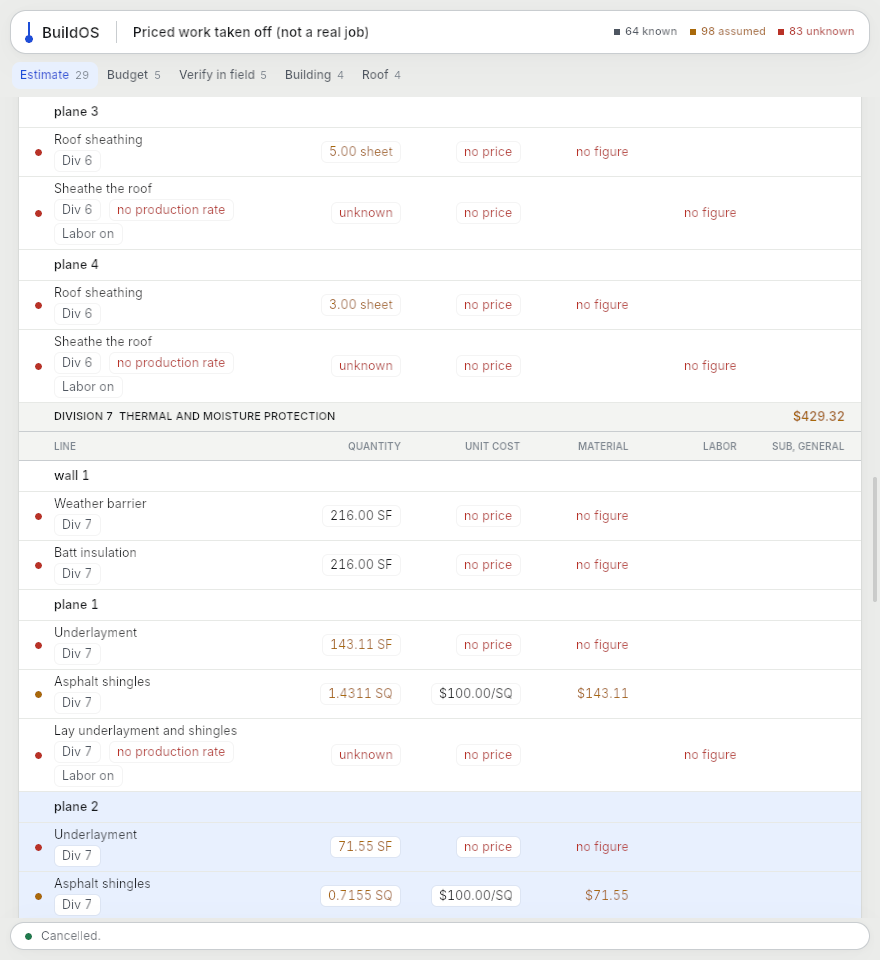 BuildOS
Priced work taken off (not a real job)
64 known 98 assumed 83 unknown
Estimate 29 Budget 5 Verify in field 5 Building 4 Roof 4
plane 3
Roof sheathing
Div 6
5.00 sheet no price no figure
Sheathe the roof
Div 6 no production rate
Labor on
unknown no price no figure
plane 4
Roof sheathing
Div 6
3.00 sheet no price no figure
Sheathe the roof
Div 6 no production rate
Labor on
unknown no price no figure
DIVISION 7 THERMAL AND MOISTURE PROTECTION $429.32
LINE QUANTITY UNIT COST MATERIAL LABOR SUB, GENERAL
wall 1
Weather barrier
Div 7
216.00 SF no price no figure
Batt insulation
Div 7
216.00 SF no price no figure
plane 1
Underlayment
Div 7
143.11 SF no price no figure
Asphalt shingles
Div 7
1.4311 SQ $100.00/SQ $143.11
Lay underlayment and shingles
Div 7 no production rate
Labor on
unknown no price no figure
plane 2
Underlayment
Div 7
71.55 SF no price no figure
Asphalt shingles
Div 7
0.7155 SQ $100.00/SQ $71.55
Cancelled.